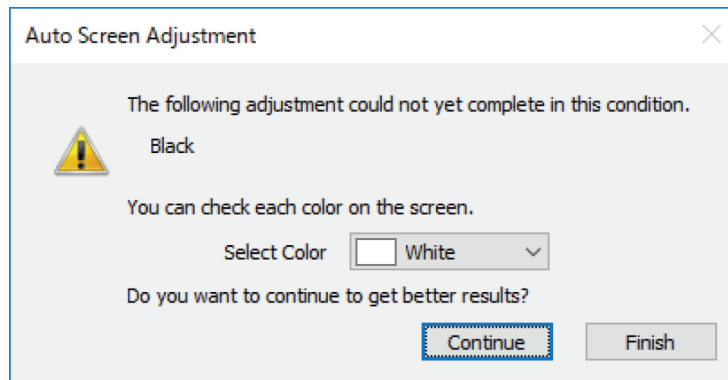 Auto Screen Adjustment
The following adjustment could not yet complete in this condition.
Black
You can check each color on the screen.
Select Color White
Do you want to continue to get better results?
Continue Finish